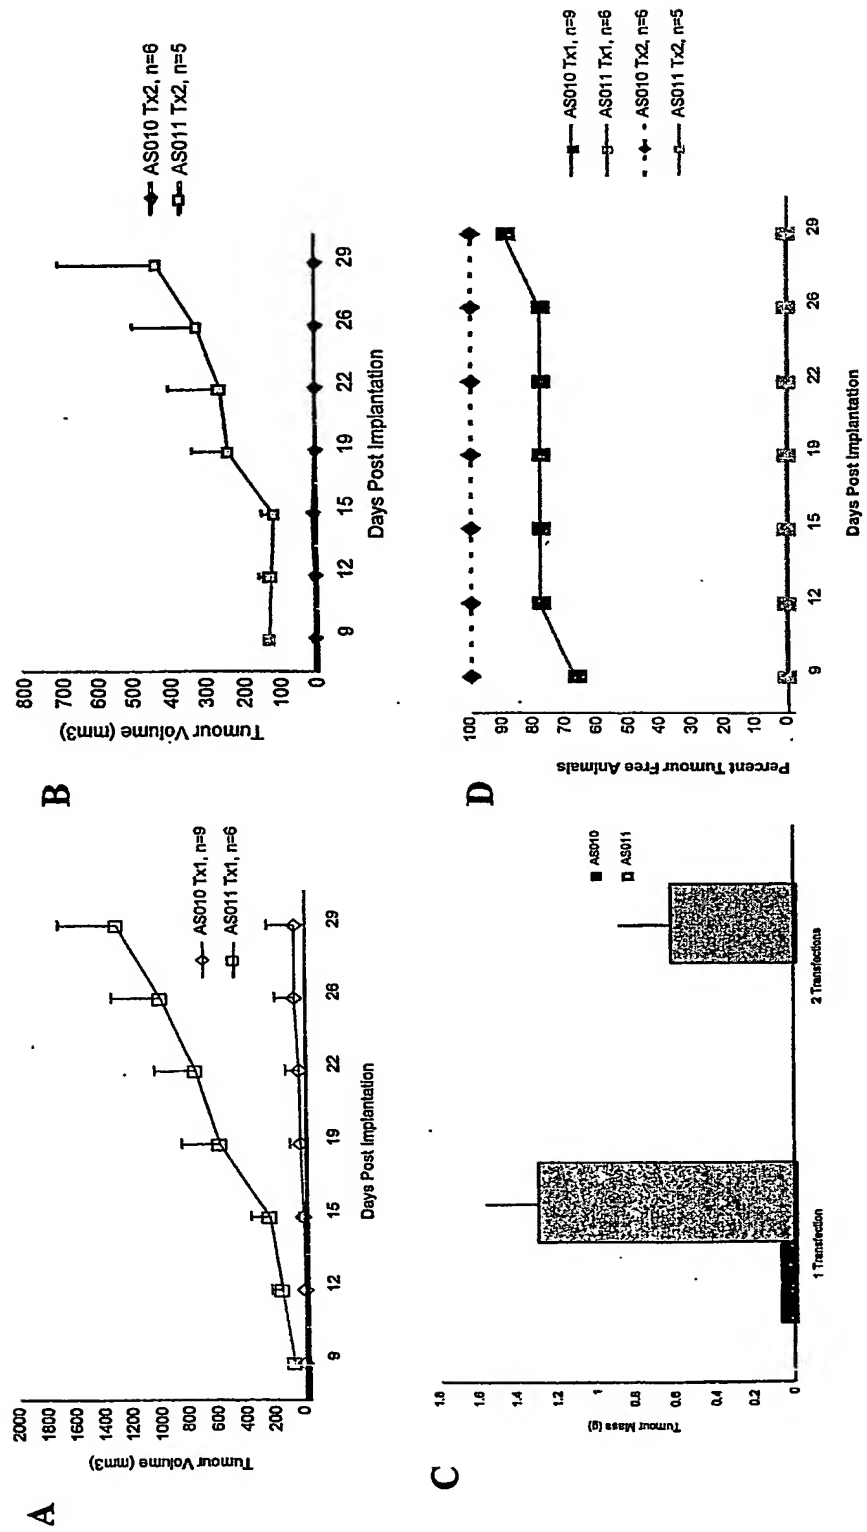 A
Tumour Volume (mm3)
2000
1800
1600
1400
1200
1000
800
600
400
200
0
9 12 15 19 22 26 29
Days Post Implantation
AS010 Tx1, n=9
AS011 Tx1, n=6
B
Tumour Volume (mm3)
800
700
600
500
400
300
200
100
0
9 12 15 19 22 26 29
Days Post Implantation
AS010 Tx2, n=6
AS011 Tx2, n=5
C
Tumour Mass (g)
1.8
1.6
1.4
1.2
1
0.8
0.6
0.4
0.2
0
1 Transfection
2 Transfections
AS010
AS011
D
Percent Tumour Free Animals
100
90
80
70
60
50
40
30
20
10
0
9 12 15 19 22 26 29
Days Post Implantation
AS010 Tx1, n=9
AS011 Tx1, n=6
AS010 Tx2, n=6
AS011 Tx2, n=5